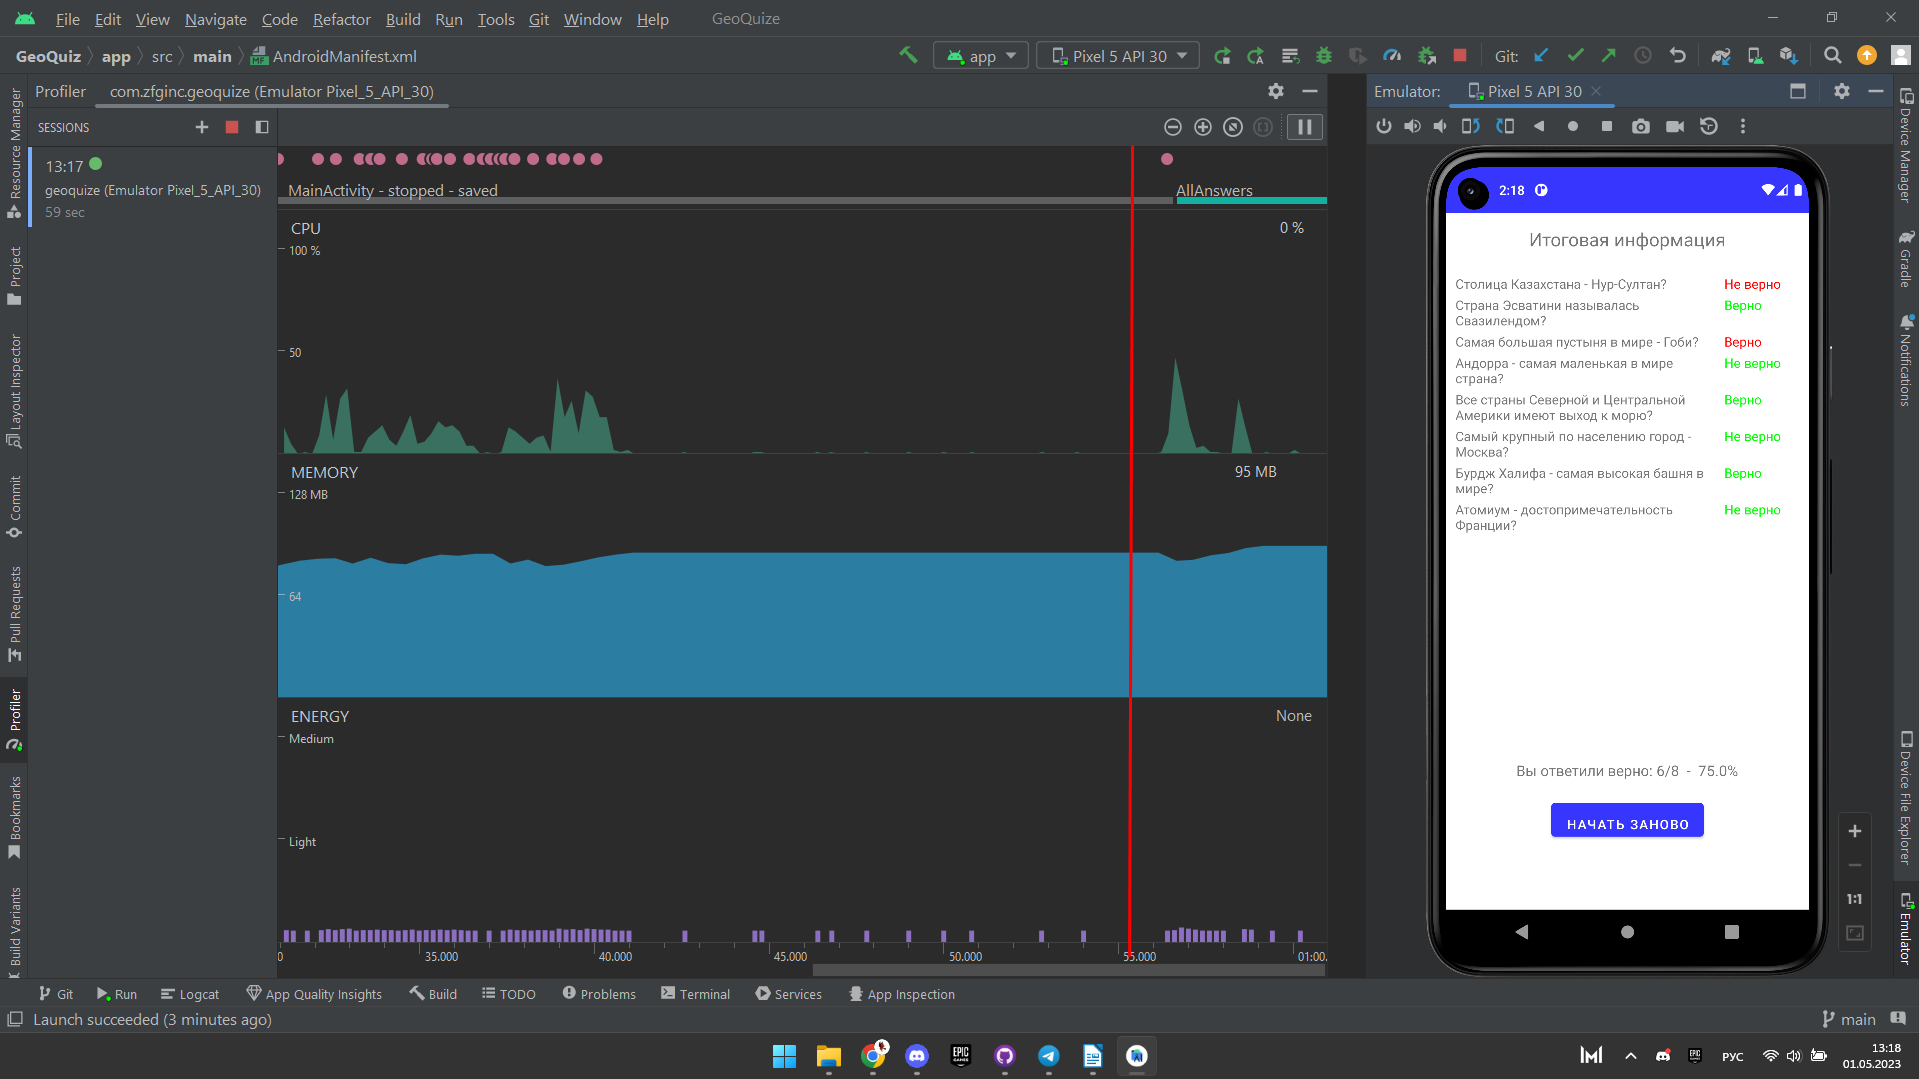 File Edit View Navigate Code Refactor Build Run Tools Git Window Help GeoQuize
GeoQuiz app src main AndroidManifest.xml app Pixel 5 API 30 Git:
Profiler com.zfginc.geoquize (Emulator Pixel_5_API_30)
Emulator: Pixel 5 API 30
SESSIONS
13:17
geoquize (Emulator Pixel_5_API_30)
59 sec
MainActivity - stopped - saved
AllAnswers
CPU
0 %
100 %
50
MEMORY
95 MB
128 MB
64
ENERGY
None
Medium
Light
0
35.000
40.000
45.000
50.000
55.000
01:00.
2:18
Итоговая информация
Столица Казахстана - Нур-Султан? Не верно
Страна Эсватини называлась Верно
Свазилендом?
Самая большая пустыня в мире - Гоби? Верно
Андорра - самая маленькая в мире Не верно
страна?
Все страны Северной и Центральной Верно
Америки имеют выход к морю?
Самый крупный по населению город - Не верно
Москва?
Бурдж Халифа - самая высокая башня в Верно
мире?
Атомиум - достопримечательность Не верно
Франции?
Вы ответили верно: 6/8 - 75.0%
НАЧАТЬ ЗАНОВО
1:1
Resource Manager
Project
Layout Inspector
Commit
Pull Requests
Profiler
Bookmarks
Build Variants
Device Manager
Gradle
Notifications
Device File Explorer
Emulator
Git Run Logcat App Quality Insights Build TODO Problems Terminal Services App Inspection
Launch succeeded (3 minutes ago)
main
EPIC GAMES
РУС
13:18
01.05.2023